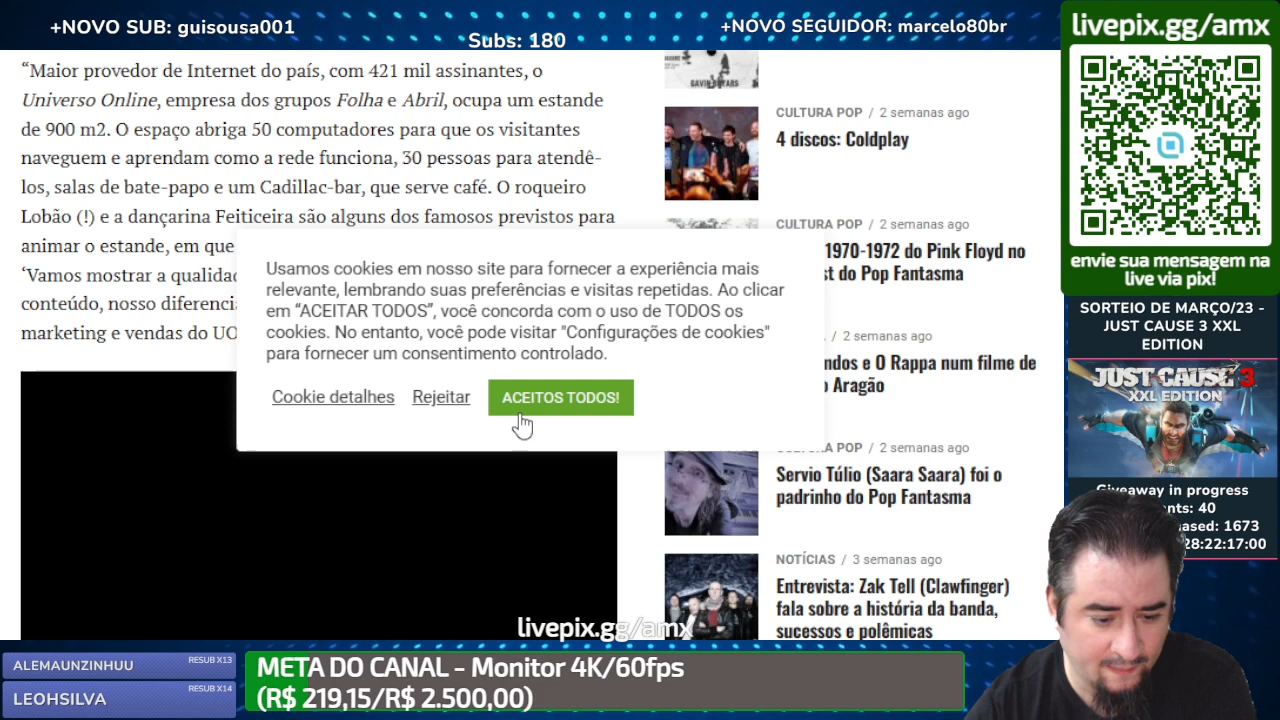 +NOVO SUB: guisousa001
Subs: 180
+NOVO SEGUIDOR: marcelo80br
livepix.gg/amx
“Maior provedor de Internet do país, com 421 mil assinantes, o
Universo Online, empresa dos grupos Folha e Abril, ocupa um estande
de 900 m2. O espaço abriga 50 computadores para que os visitantes
naveguem e aprendam como a rede funciona, 30 pessoas para atendê-
los, salas de bate-papo e um Cadillac-bar, que serve café. O roqueiro
Lobão (!) e a dançarina Feiticeira são alguns dos famosos previstos para
animar o estande, em que
‘Vamos mostrar a qualidad
conteúdo, nosso diferencia
marketing e vendas do UO
Usamos cookies em nosso site para fornecer a experiência mais
relevante, lembrando suas preferências e visitas repetidas. Ao clicar
em “ACEITAR TODOS”, você concorda com o uso de TODOS os
cookies. No entanto, você pode visitar "Configurações de cookies"
para fornecer um consentimento controlado.
Cookie detalhes
Rejeitar
ACEITOS TODOS!
GAVIN BRYARS
CULTURA POP / 2 semanas ago
4 discos: Coldplay
CULTURA POP / 2 semanas ago
1970-1972 do Pink Floyd no
st do Pop Fantasma
/ 2 semanas ago
ndos e O Rappa num filme de
Aragão
CULTURA POP / 2 semanas ago
Servio Túlio (Saara Saara) foi o
padrinho do Pop Fantasma
NOTÍCIAS / 3 semanas ago
Entrevista: Zak Tell (Clawfinger)
fala sobre a história da banda,
sucessos e polêmicas
livepix.gg/amx
envie sua mensagem na
live via pix!
SORTEIO DE MARÇO/23 -
JUST CAUSE 3 XXL
EDITION
JUST CAUSE 3
XXL EDITION
Giveaway in progress
nts: 40
ased: 1673
28:22:17:00
ALEMAUNZINHUU
RESUB X13
LEOHSILVA
RESUB X14
META DO CANAL - Monitor 4K/60fps
(R$ 219,15/R$ 2.500,00)